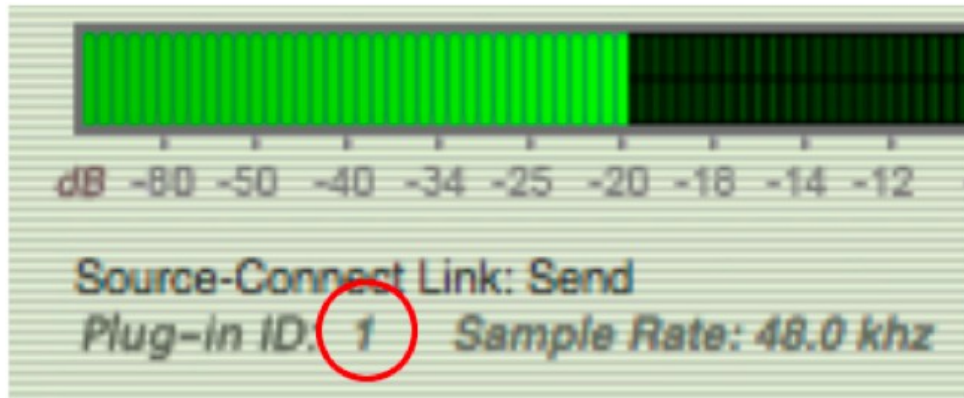 dB -80 -50 -40 -34 -25 -20 -18 -14 -12
Source-Connect Link: Send
Plug-in ID: 1 Sample Rate: 48.0 khz